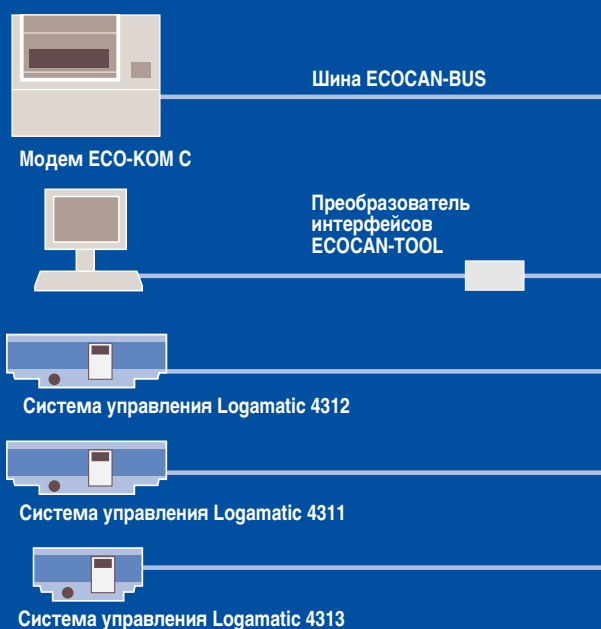 Шина ECOCAN-BUS
Модем ECO-KOM C
Преобразователь
интерфейсов
ECOCAN-TOOL
Система управления Logamatic 4312
Система управления Logamatic 4311
Система управления Logamatic 4313